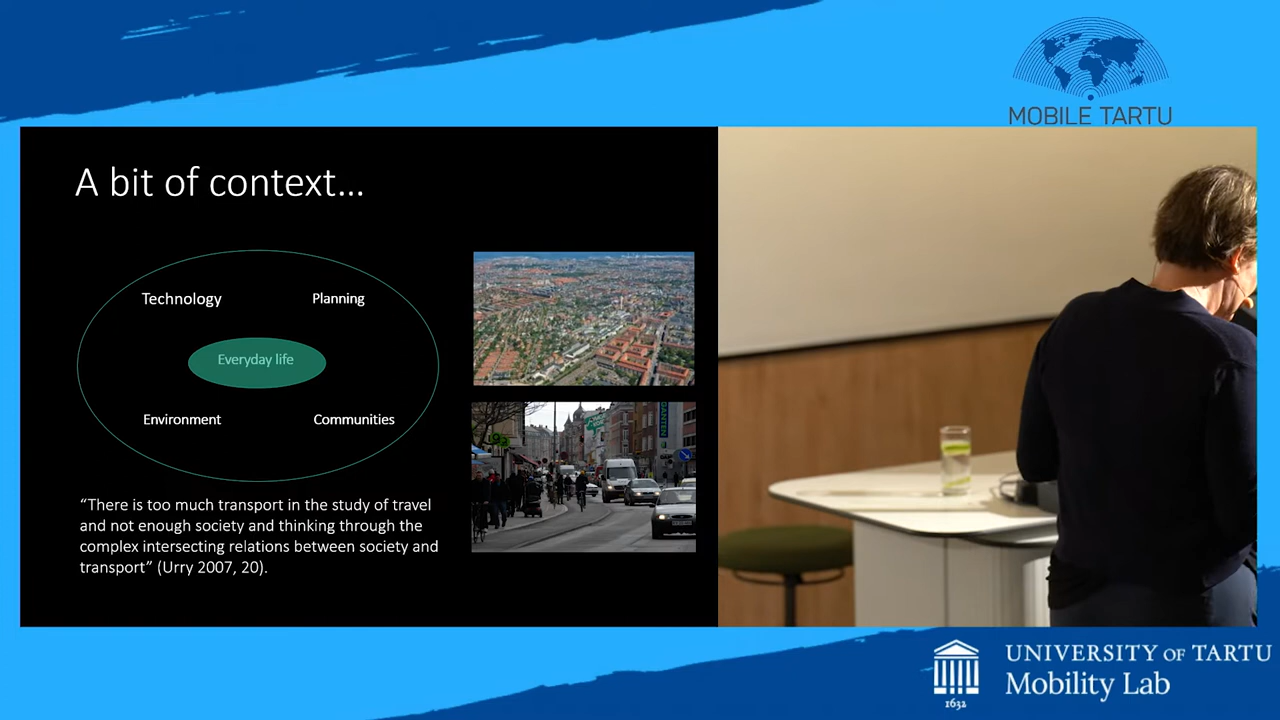 MOBILE TARTU
A bit of context...
Technology
Planning
Everyday life
Environment
Communities
“There is too much transport in the study of travel
and not enough society and thinking through the
complex intersecting relations between society and
transport” (Urry 2007, 20).
UNIVERSITY OF TARTU
Mobility Lab
1632